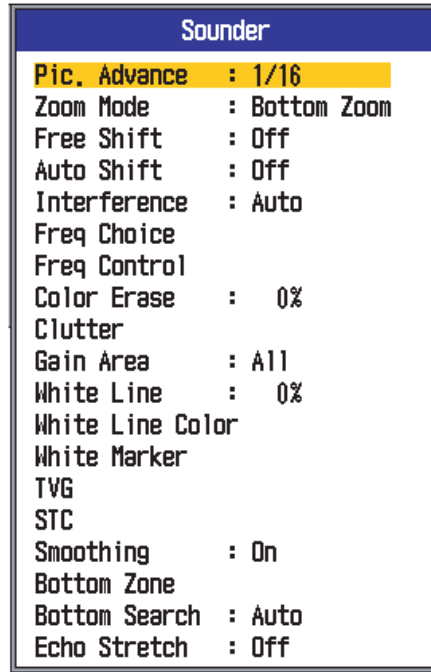 Sounder
Pic. Advance : 1/16
Zoom Mode : Bottom Zoom
Free Shift : Off
Auto Shift : Off
Interference : Auto
Freq Choice
Freq Control
Color Erase : 0%
Clutter
Gain Area : All
White Line : 0%
White Line Color
White Marker
TVG
STC
Smoothing : On
Bottom Zone
Bottom Search : Auto
Echo Stretch : Off